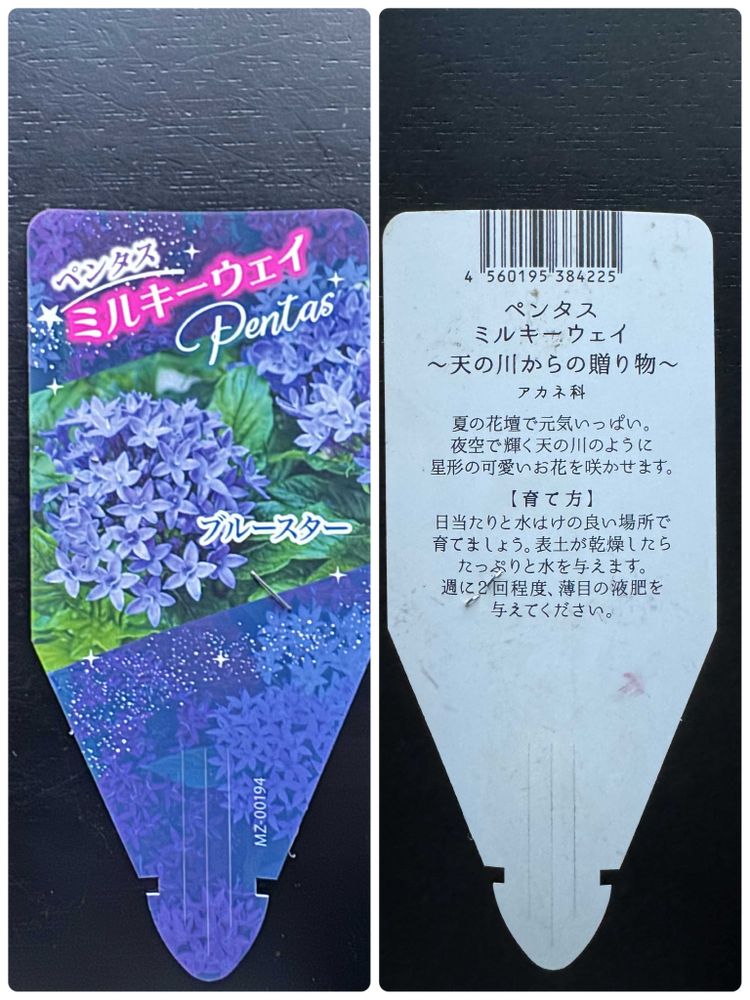 ペンタス
ミルキーウェイ
Pentas
ブルースター
MZ-00194
4 560195 384225
ペンタス
ミルキーウェイ
～天の川からの贈り物～
アカネ科
夏の花壇で元気いっぱい。
夜空で輝く天の川のように
星形の可愛いお花を咲かせます。
【育て方】
日当たりと水はけの良い場所で
育てましょう。表土が乾燥したら
たっぷりと水を与えます。
週に2回程度、薄目の液肥を
与えてください。